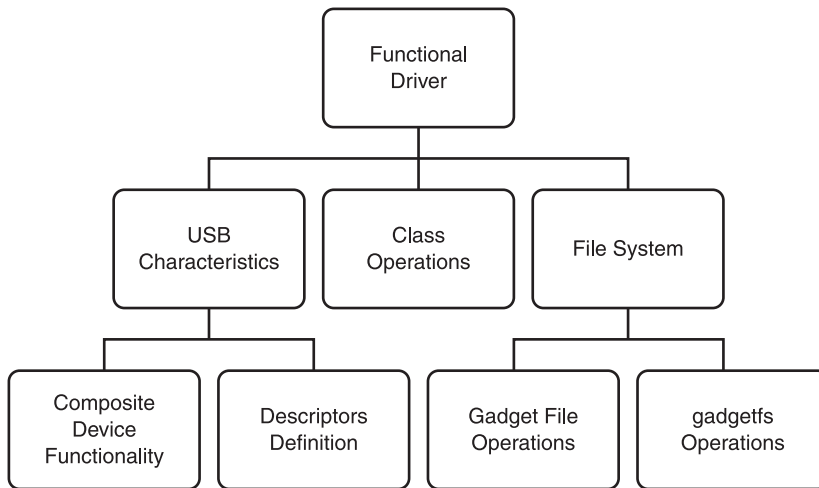 Functional
Driver
USB
Characteristics
Class
Operations
File System
Composite
Device
Functionality
Descriptors
Definition
Gadget File
Operations
gadgetfs
Operations